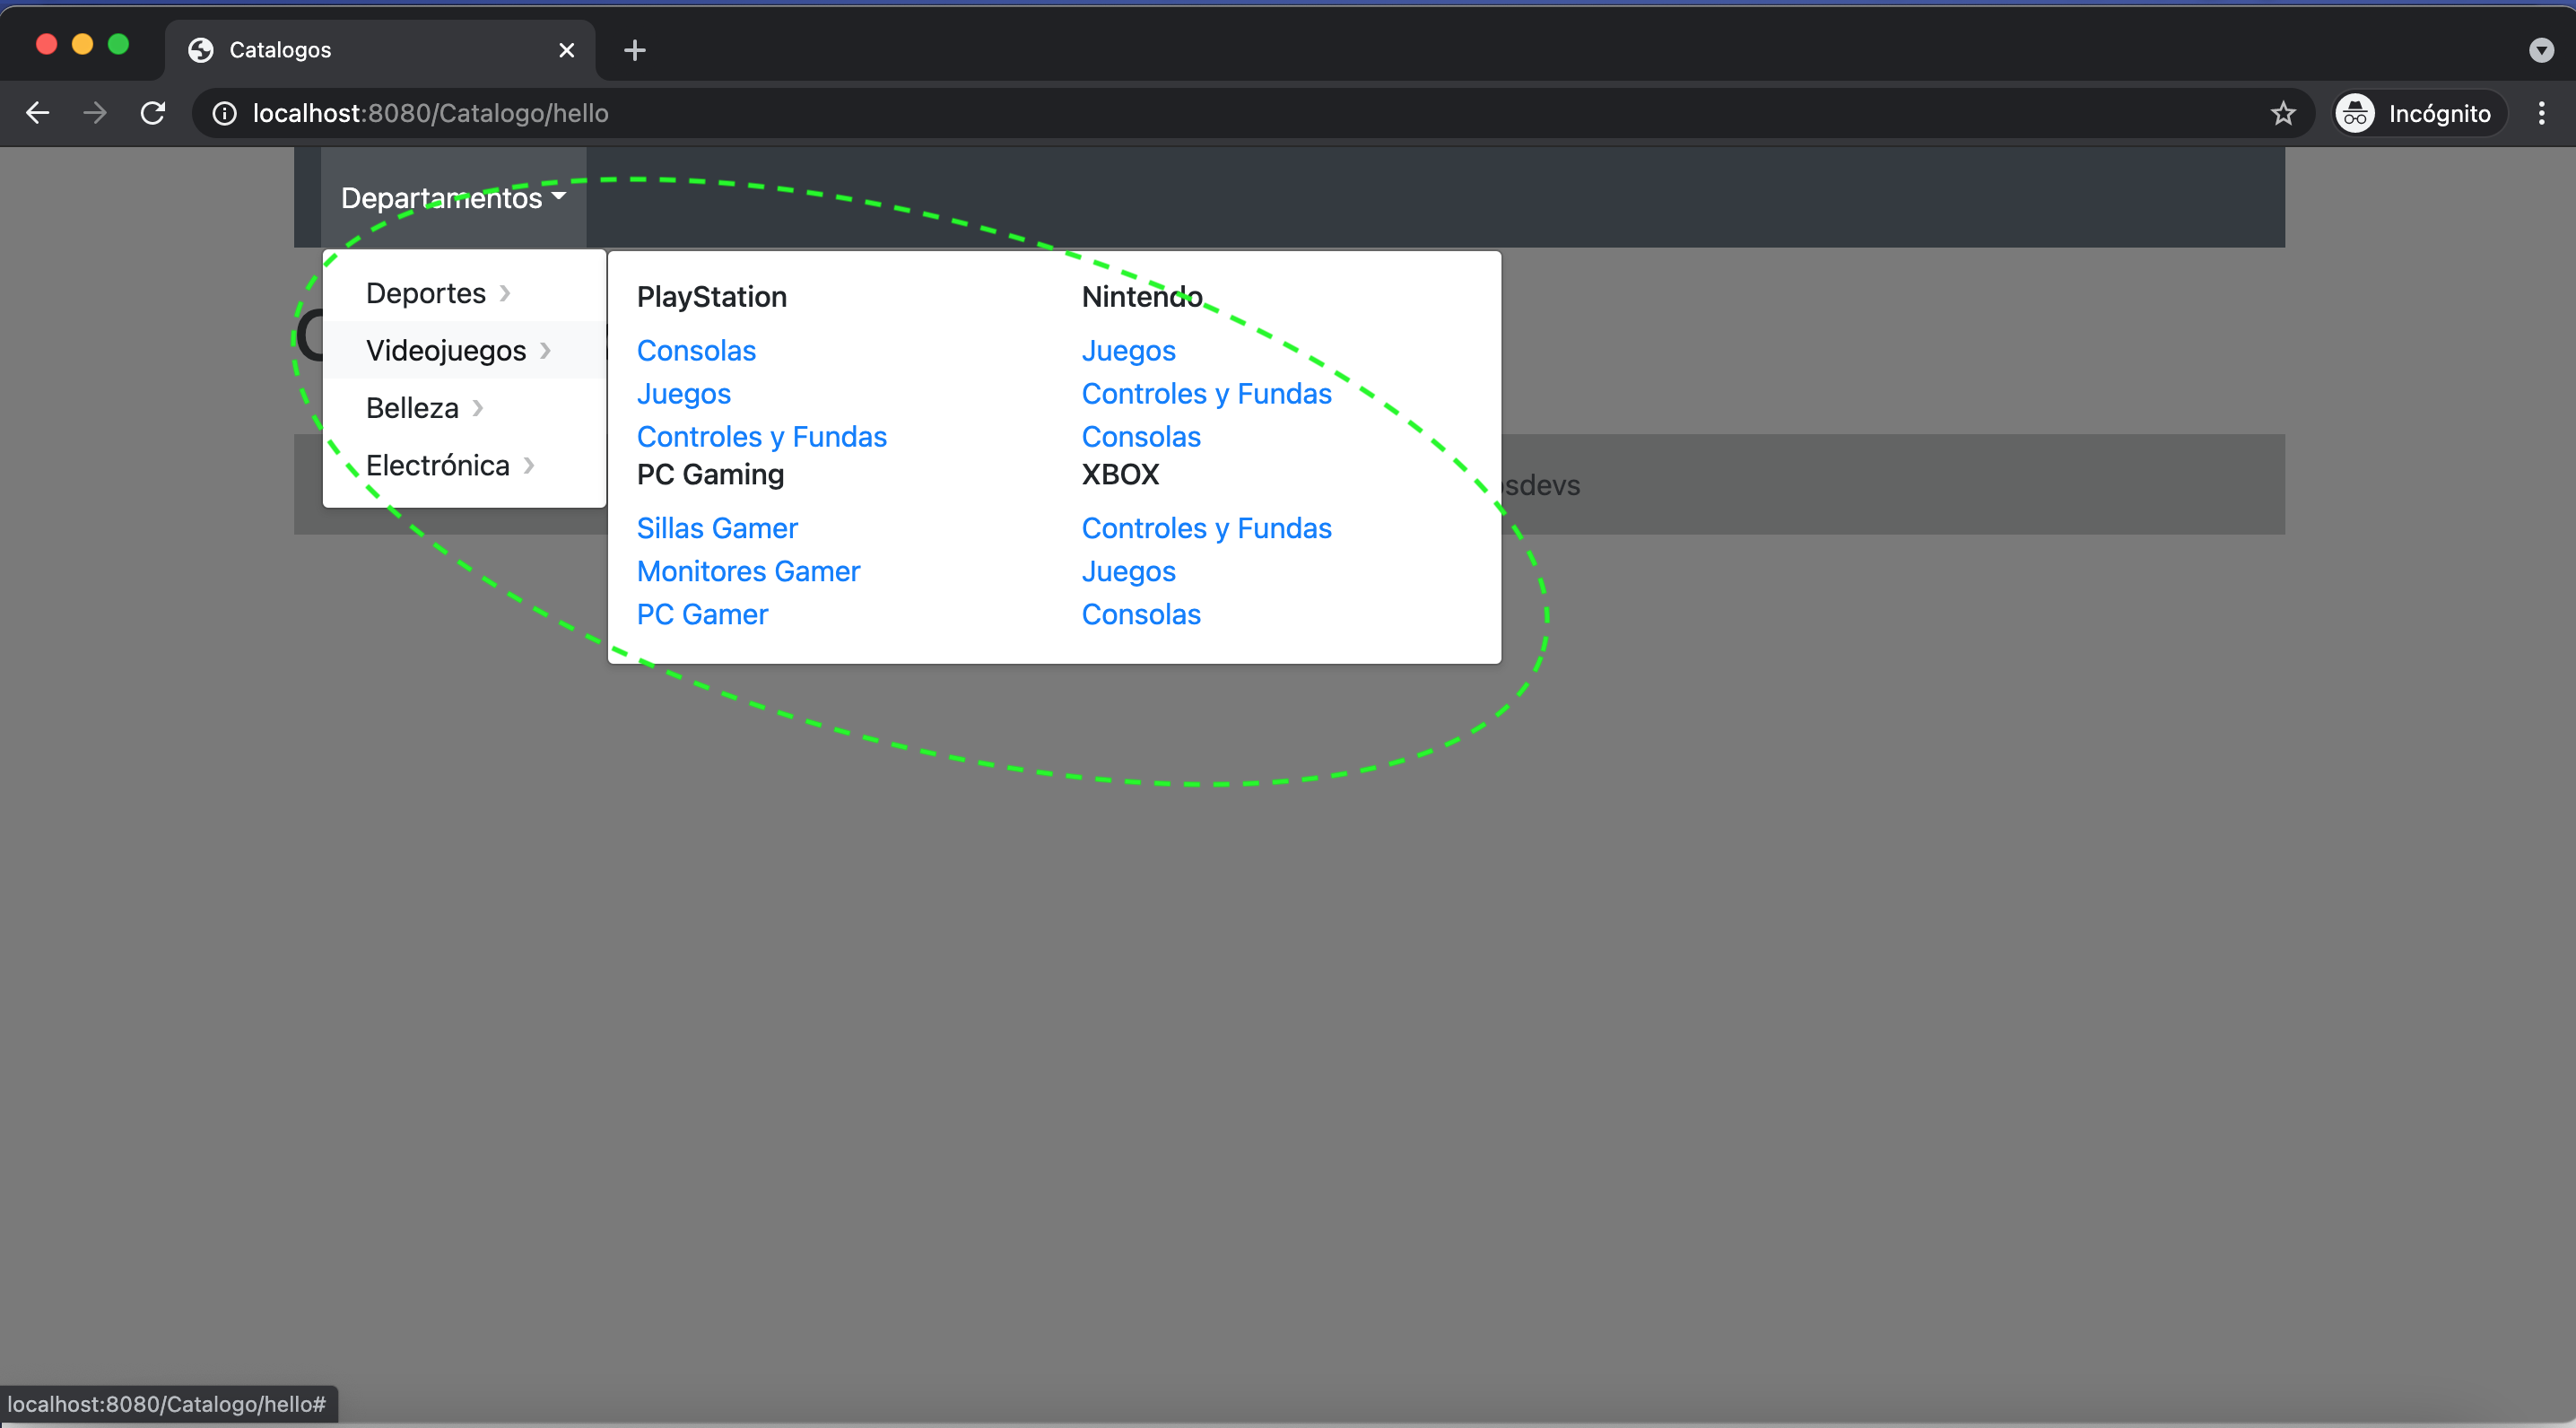 Catalogos
localhost:8080/Catalogo/hello
Incógnito
Departamentos
Deportes
Videojuegos
Belleza
Electrónica
PlayStation
Consolas
Juegos
Controles y Fundas
PC Gaming
Sillas Gamer
Monitores Gamer
PC Gamer
Nintendo
Juegos
Controles y Fundas
Consolas
XBOX
Controles y Fundas
Juegos
Consolas
localhost:8080/Catalogo/hello#